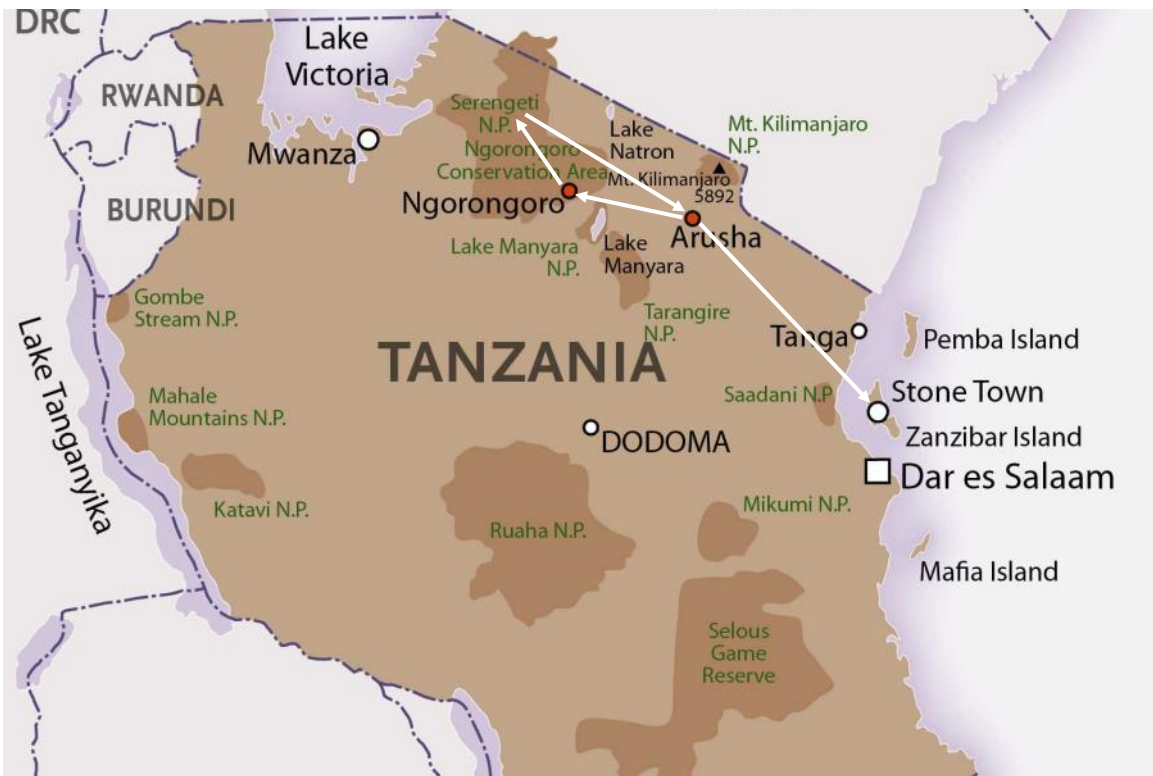 DRC
Lake
Victoria
RWANDA
Serengeti
N.P.
Mt. Kilimanjaro
N.P.
Lake
Natron
Mwanza
Ngorongoro
Conservation Area
Mt. Kilimanjaro
5892
BURUNDI
Ngorongoro
Arusha
Lake Manyara
N.P.
Lake
Manyara
Gombe
Stream N.P.
Tarangire
N.P.
Tanga
Pemba Island
Lake Tanganyika
TANZANIA
Mahale
Mountains N.P.
Saadani N.P
Stone Town
Zanzibar Island
DODOMA
Dar es Salaam
Katavi N.P.
Ruaha N.P.
Mikumi N.P.
Mafia Island
Selous
Game
Reserve